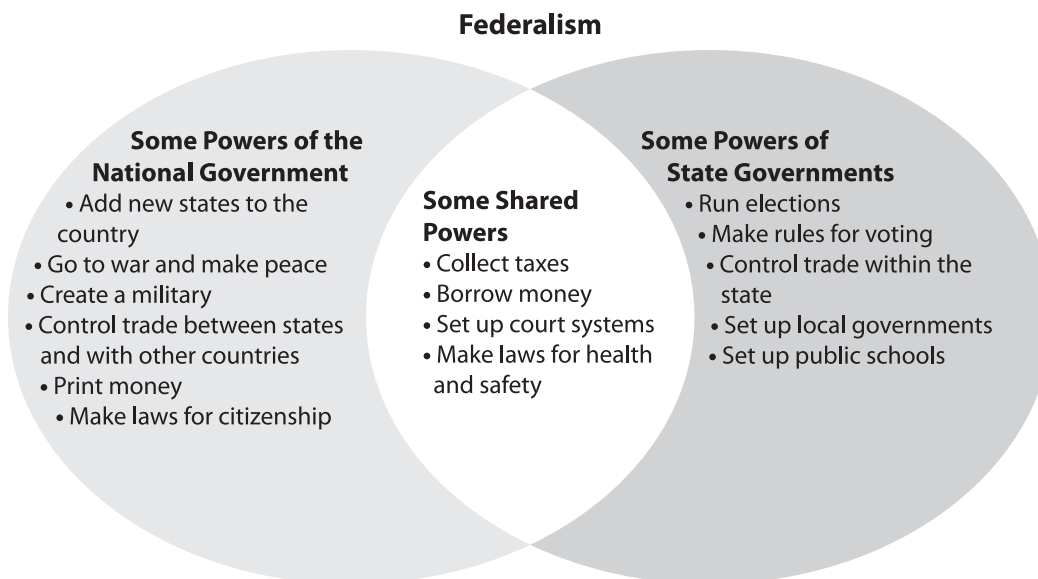 Federalism
Some Powers of the
National Government
• Add new states to the
country
• Go to war and make peace
• Create a military
• Control trade between states
and with other countries
• Print money
• Make laws for citizenship
Some Shared
Powers
• Collect taxes
• Borrow money
• Set up court systems
• Make laws for health
and safety
Some Powers of
State Governments
• Run elections
• Make rules for voting
• Control trade within the
state
• Set up local governments
• Set up public schools